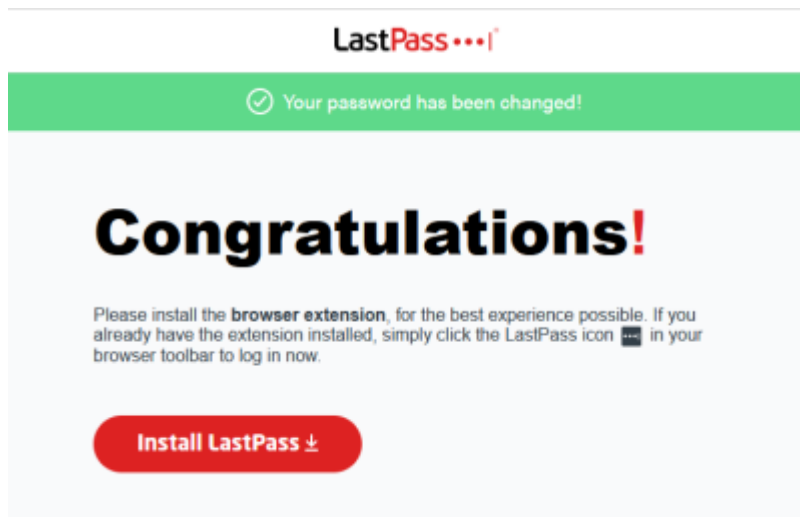 LastPass
Your password has been changed!
Congratulations!
Please install the browser extension, for the best experience possible. If you
already have the extension installed, simply click the LastPass icon in your
browser toolbar to log in now.
Install LastPass